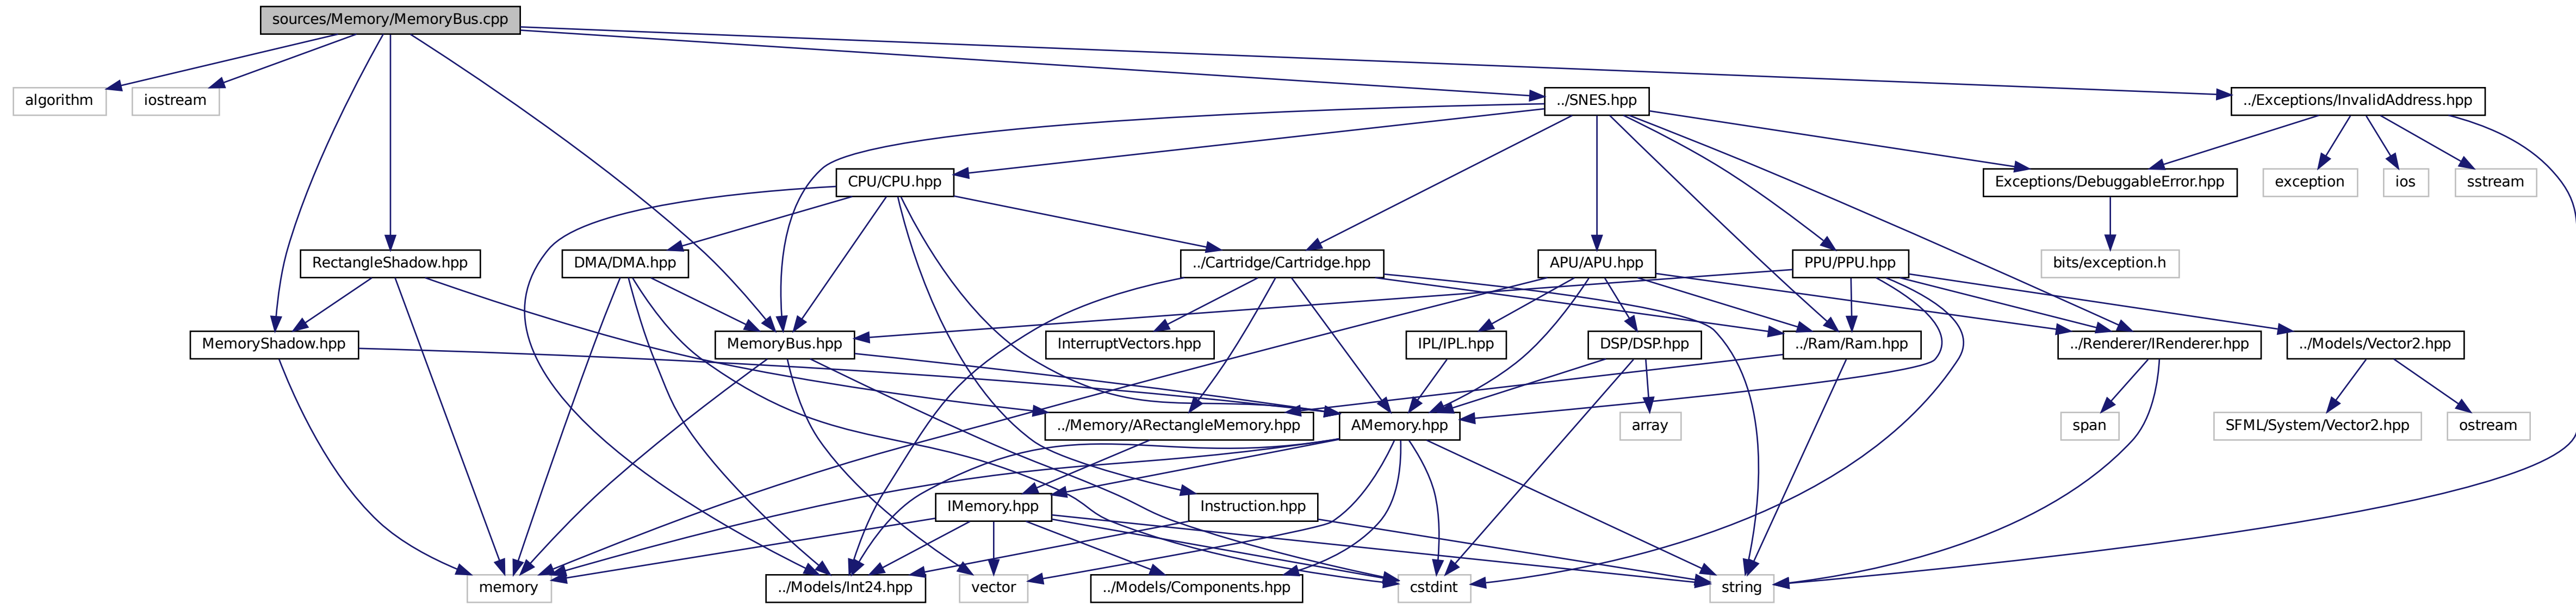 sources/Memory/MemoryBus.cpp
algorithm
iostream
../SNES.hpp
../Exceptions/InvalidAddress.hpp
CPU/CPU.hpp
Exceptions/DebuggableError.hpp
exception
ios
sstream
RectangleShadow.hpp
DMA/DMA.hpp
../Cartridge/Cartridge.hpp
APU/APU.hpp
PPU/PPU.hpp
bits/exception.h
MemoryShadow.hpp
MemoryBus.hpp
InterruptVectors.hpp
IPL/IPL.hpp
DSP/DSP.hpp
../Ram/Ram.hpp
../Renderer/IRenderer.hpp
../Models/Vector2.hpp
../Memory/ARectangleMemory.hpp
AMemory.hpp
array
span
SFML/System/Vector2.hpp
ostream
IMemory.hpp
Instruction.hpp
memory
../Models/Int24.hpp
vector
../Models/Components.hpp
cstdint
string